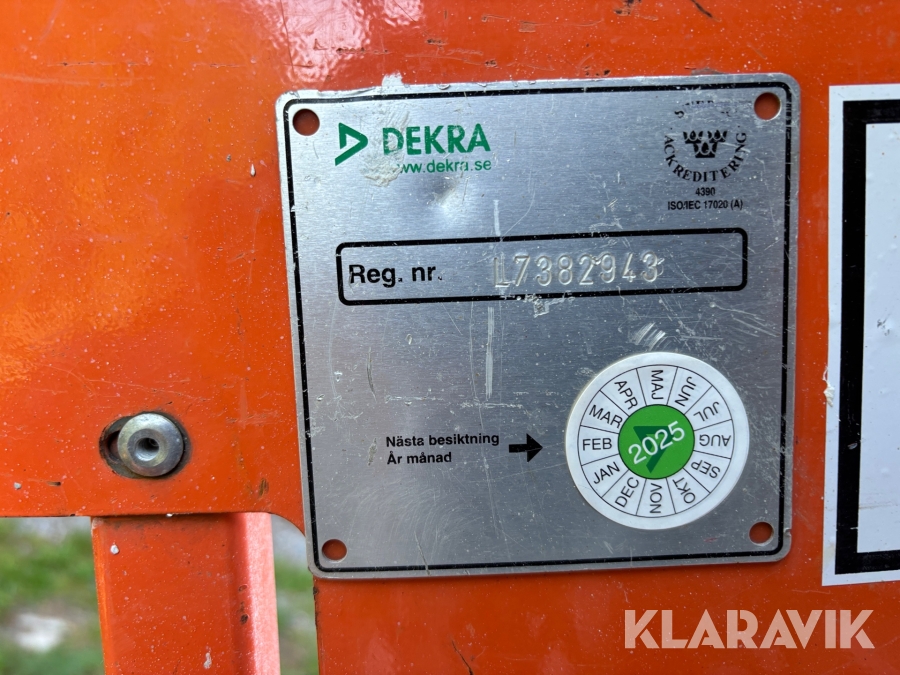 DEKRA
www.dekra.se
ACKREDITERING
4390
ISO/IEC 17020 (A)
Reg. nr. L7382943
Nästa besiktning
År månad
JAN FEB MAR APR MAJ JUN JUL AUG SEP OKT NOV DEC
2025
KLARAVIK